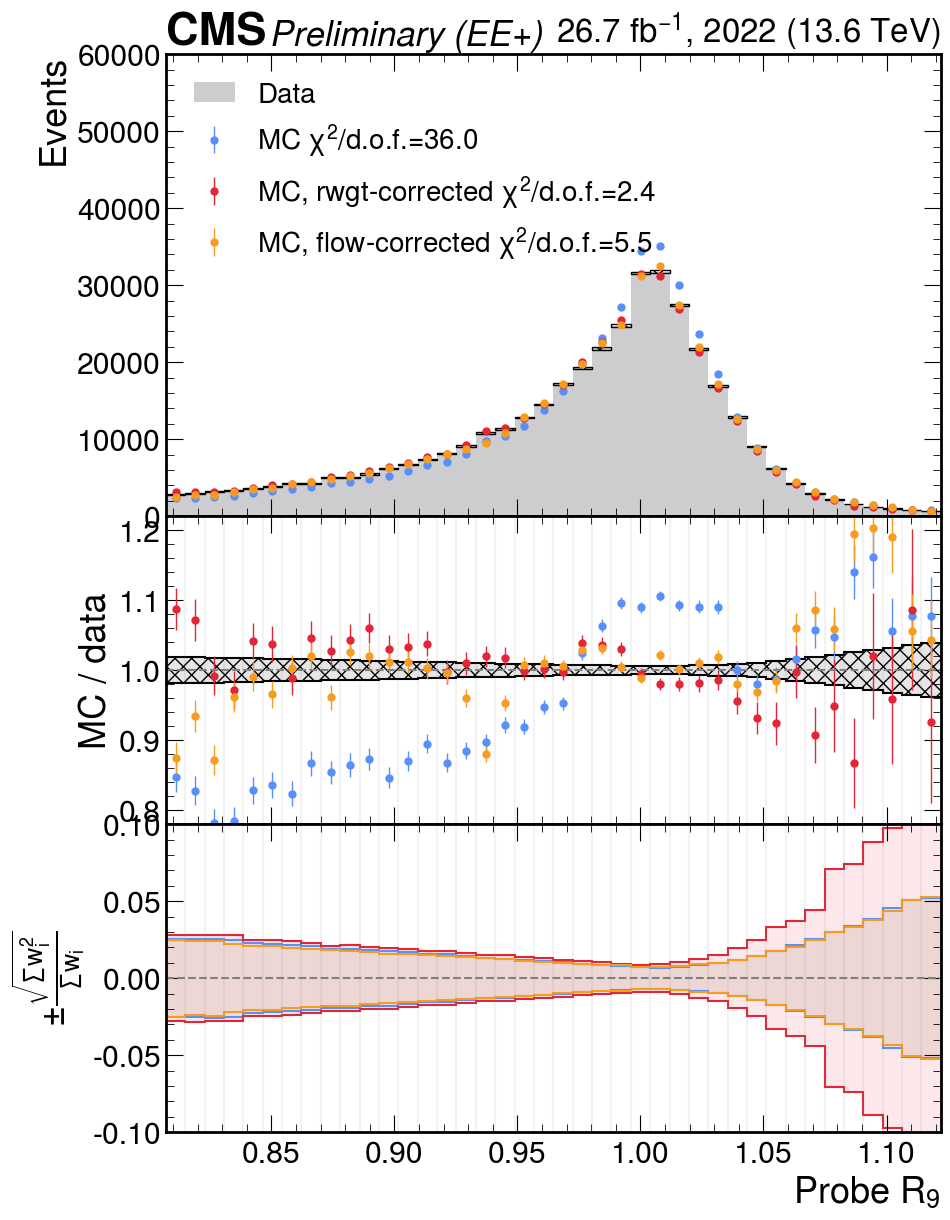 CMS Preliminary (EE+) 26.7 fb⁻¹, 2022 (13.6 TeV)
Events
60000
50000
40000
30000
20000
10000
0
Data
MC χ²/d.o.f.=36.0
MC, rwgt-corrected χ²/d.o.f.=2.4
MC, flow-corrected χ²/d.o.f.=5.5
MC / data
1.2
1.1
1.0
0.9
0.8
±√Σwᵢ²/Σwᵢ
0.10
0.05
0.00
-0.05
-0.10
0.85 0.90 0.95 1.00 1.05 1.10
Probe R₉